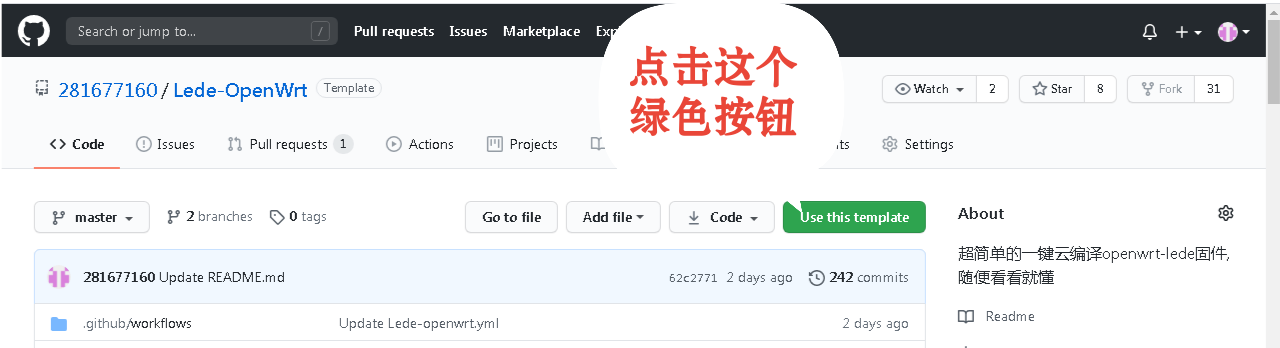 Search or jump to... / Pull requests Issues Marketplace
点击这个
绿色按钮
281677160 / Lede-OpenWrt Template
Watch 2 Star 8 Fork 31
Code Issues Pull requests 1 Actions Projects Settings
master 2 branches 0 tags Go to file Add file Code Use this template
281677160 Update README.md 62c2771 2 days ago 242 commits
.github/workflows Update Lede-openwrt.yml 2 days ago
About
超简单的一键云编译openwrt-lede固件,
随便看看就懂
Readme